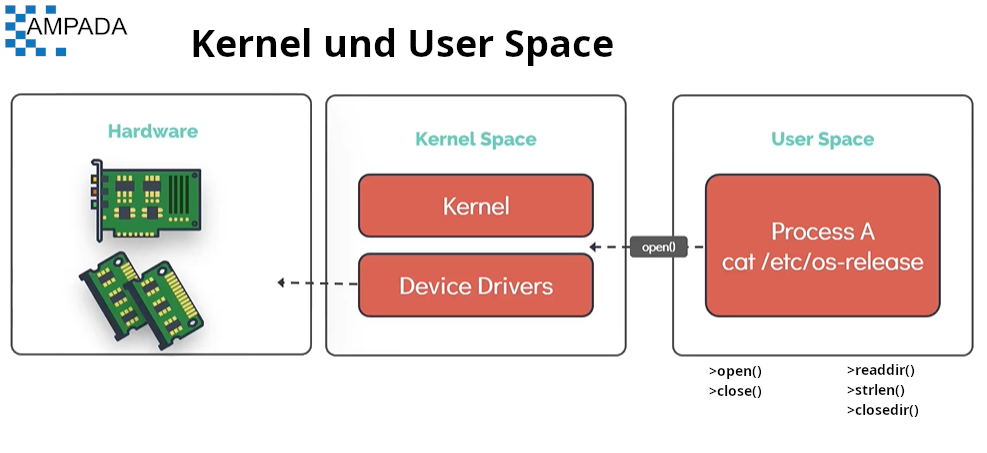 AMPADA
Kernel und User Space
Hardware
Kernel Space
Kernel
Device Drivers
open()
User Space
Process A
cat /etc/os-release
>open()
>close()
>readdir()
>strlen()
>closedir()